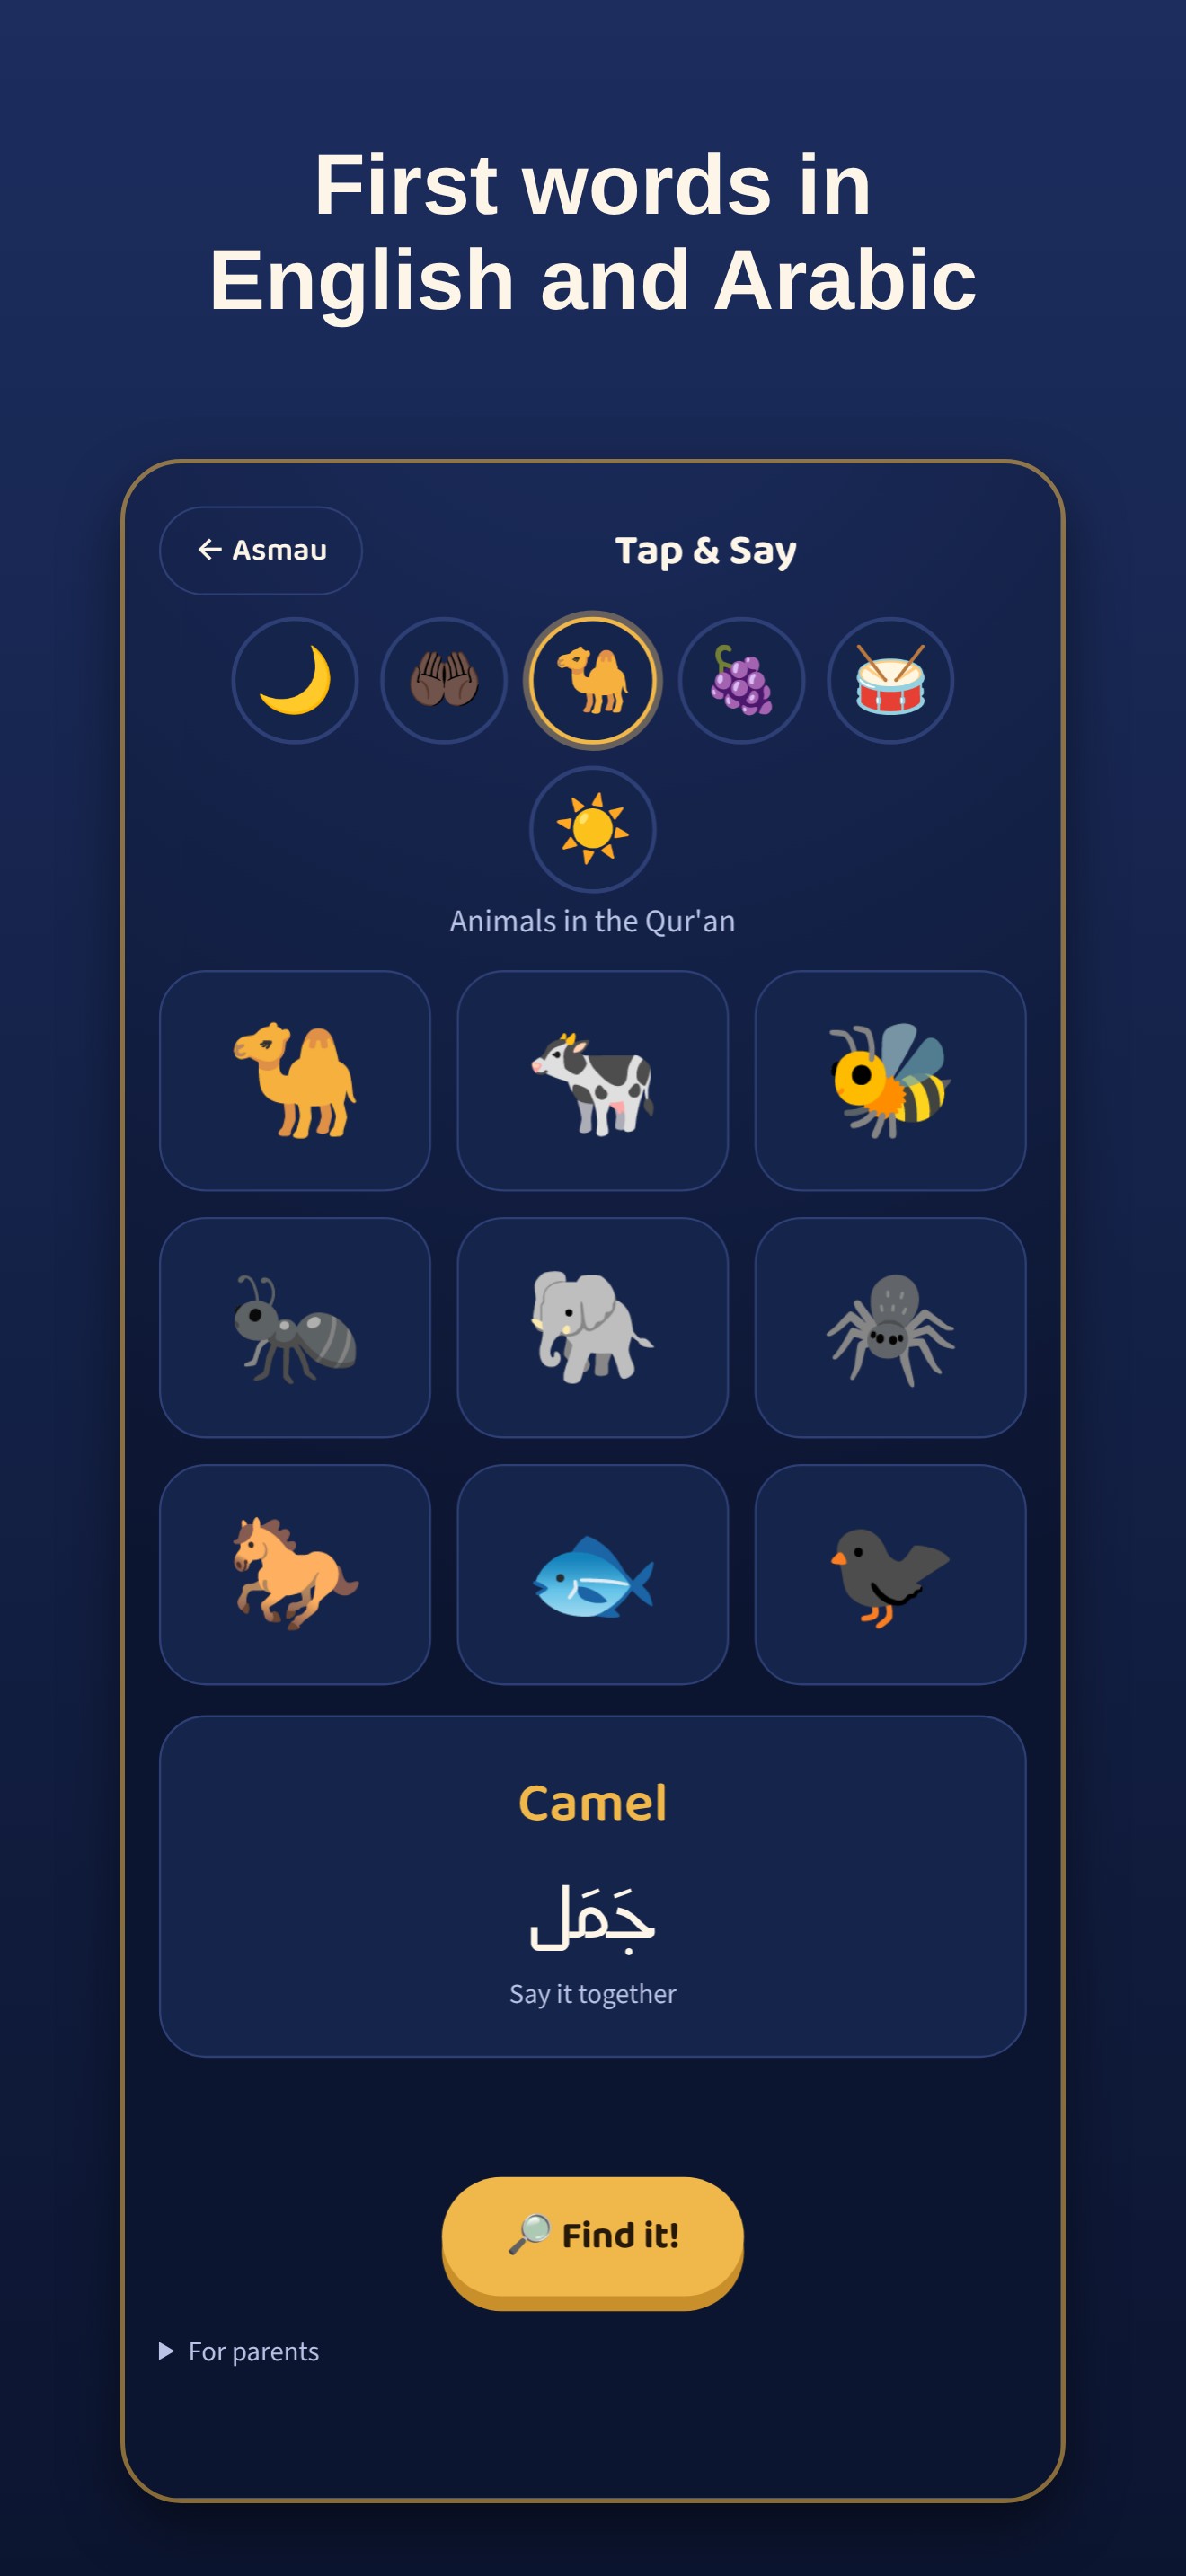 First words in
English and Arabic
← Asmau
Tap & Say
Animals in the Qur'an
Camel
جَمَل
Say it together
🔎 Find it!
▶ For parents